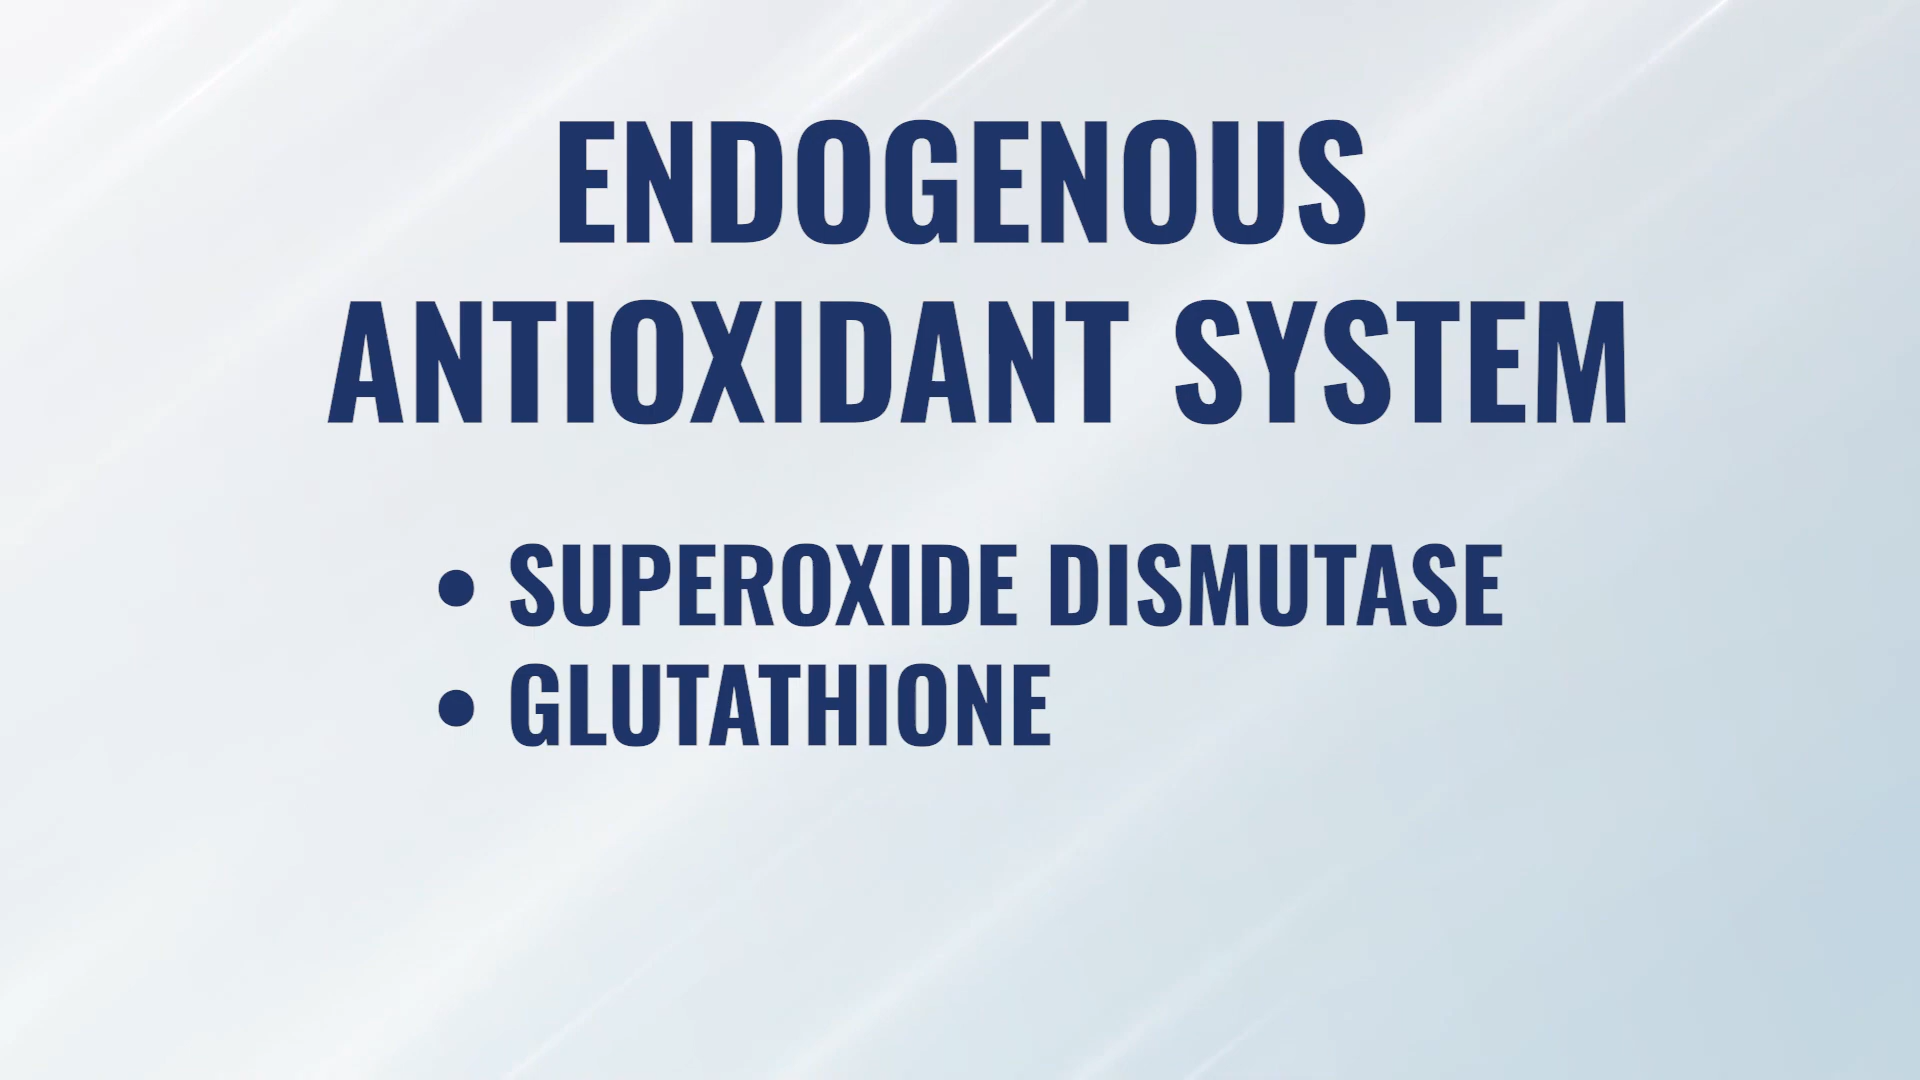 ENDOGENOUS
ANTIOXIDANT SYSTEM
• SUPEROXIDE DISMUTASE
• GLUTATHIONE